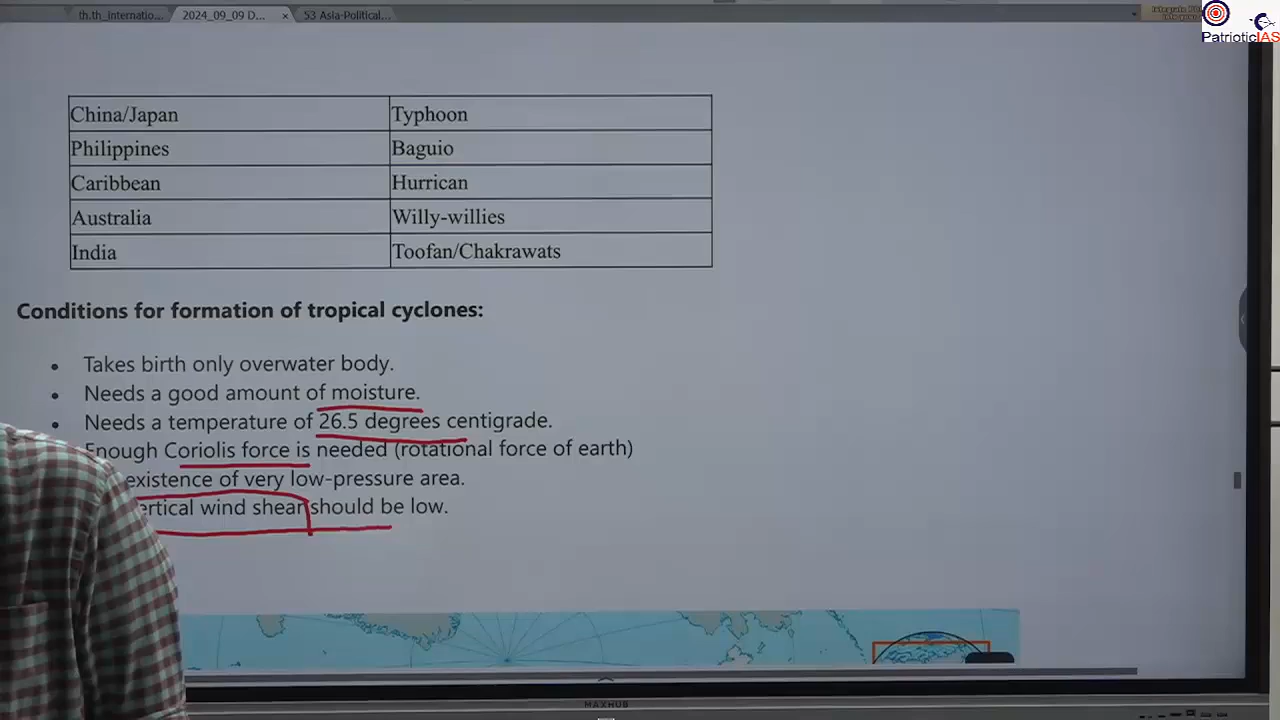 th.th_Internatio...
2024_09_09 D...
53 Asia-Political...
PatrioticIAS
China/Japan Typhoon
Philippines Baguio
Caribbean Hurrican
Australia Willy-willies
India Toofan/Chakrawats
Conditions for formation of tropical cyclones:
Takes birth only overwater body.
Needs a good amount of moisture.
Needs a temperature of 26.5 degrees centigrade.
Enough Coriolis force is needed (rotational force of earth)
existence of very low-pressure area.
ertical wind shear should be low.
MAXHUB